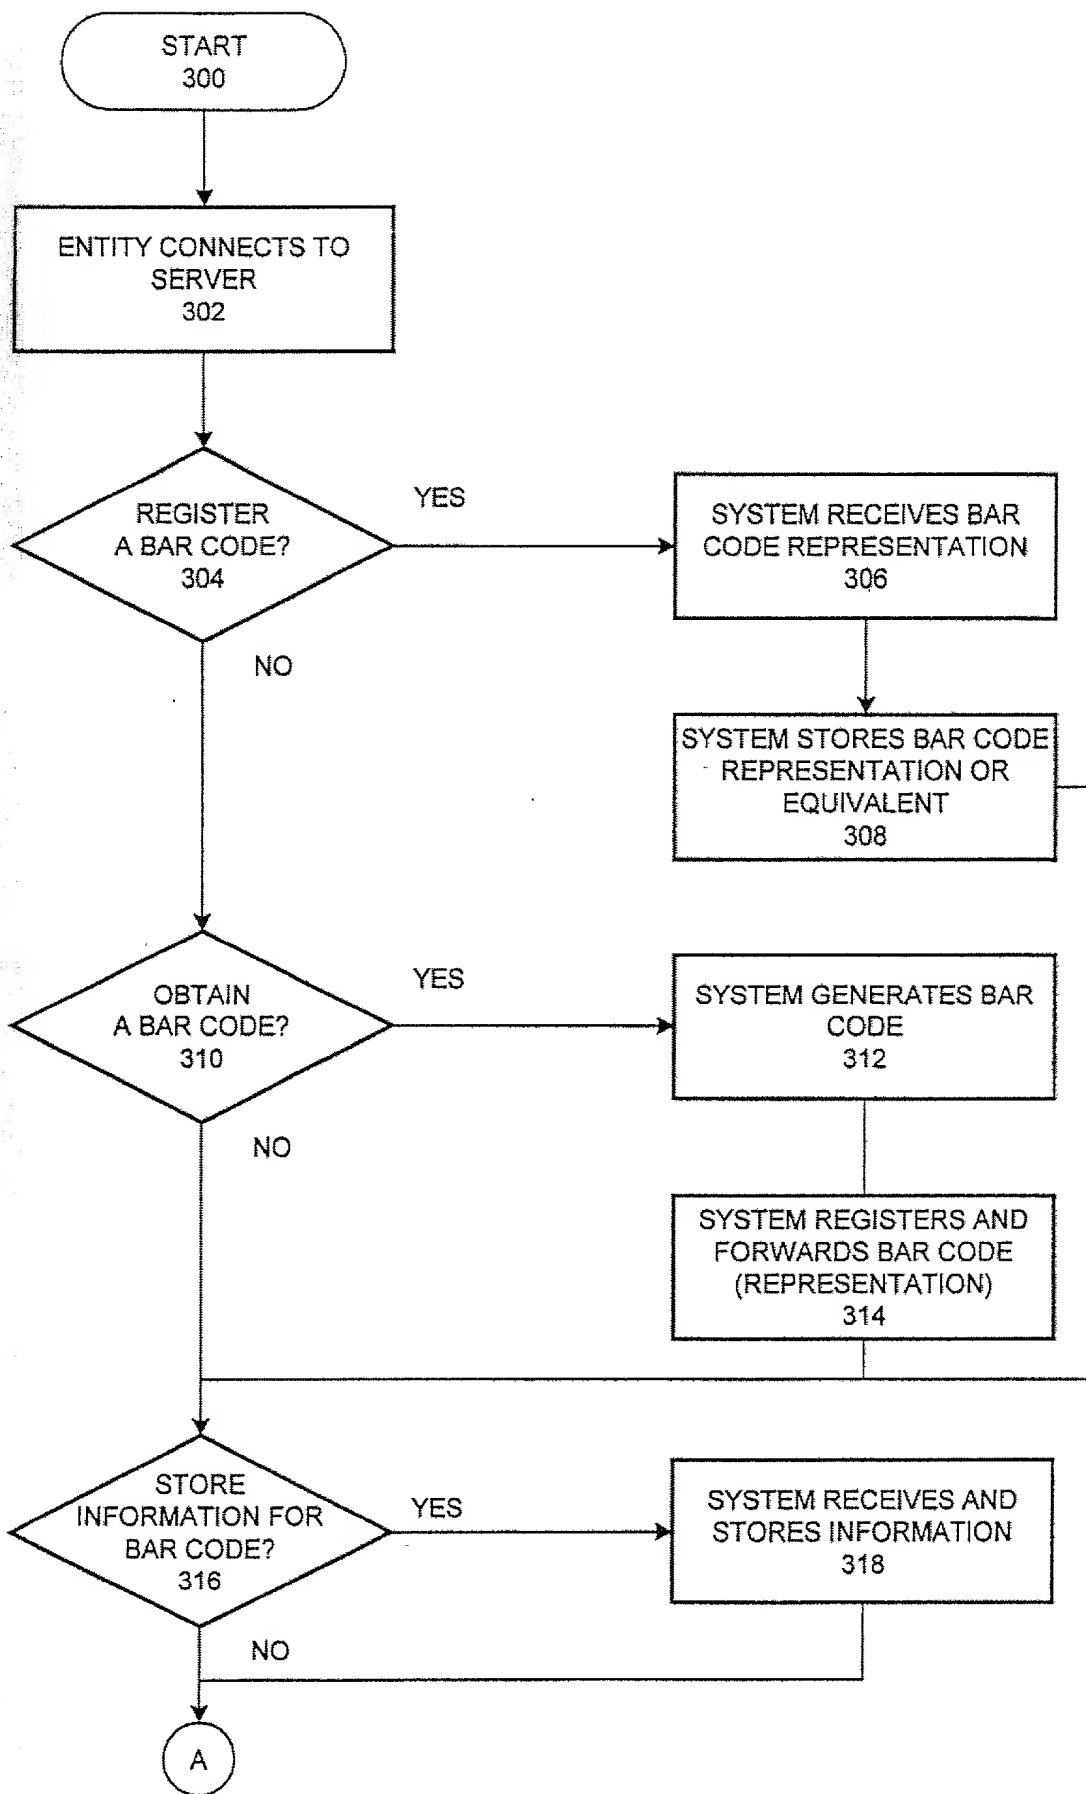 START
300
ENTITY CONNECTS TO
SERVER
302
REGISTER
A BAR CODE?
304
YES
NO
SYSTEM RECEIVES BAR
CODE REPRESENTATION
306
SYSTEM STORES BAR CODE
REPRESENTATION OR
EQUIVALENT
308
OBTAIN
A BAR CODE?
310
YES
NO
SYSTEM GENERATES BAR
CODE
312
SYSTEM REGISTERS AND
FORWARDS BAR CODE
(REPRESENTATION)
314
STORE
INFORMATION FOR
BAR CODE?
316
YES
NO
SYSTEM RECEIVES AND
STORES INFORMATION
318
A